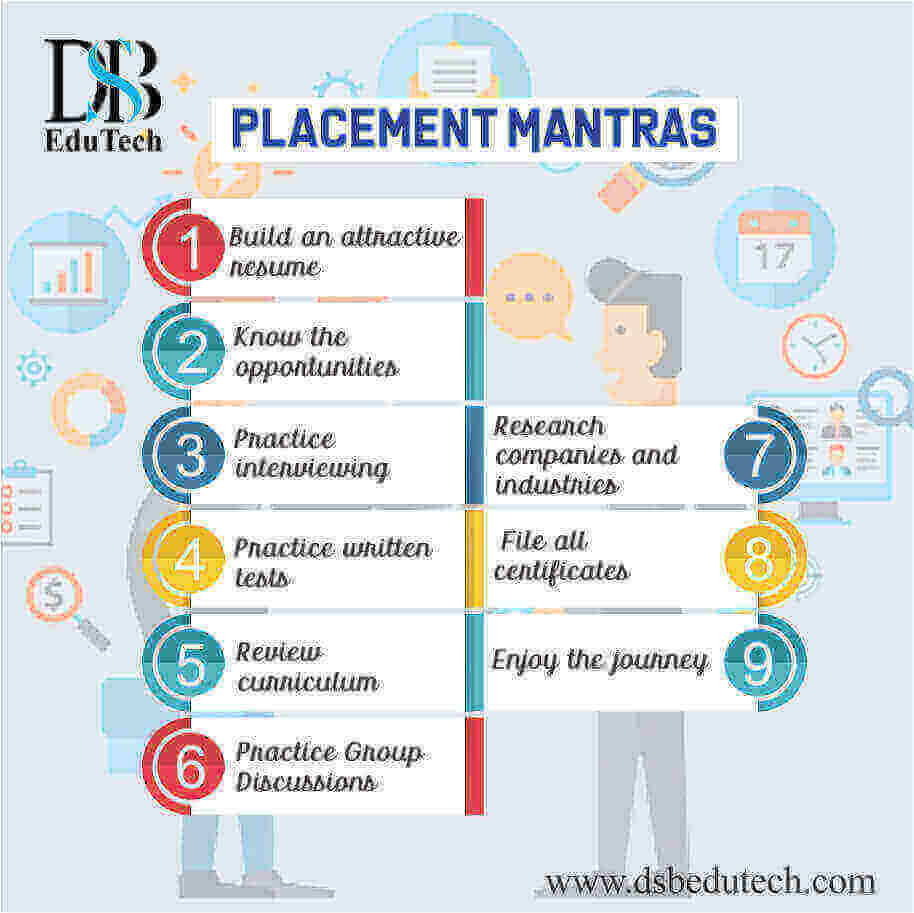 DSB
EduTech
PLACEMENT MANTRAS
17
1
Build an attractive
resume
2
Know the
opportunities
3
Practice
interviewing
4
Practice written
tests
5
Review
curriculum
6
Practice Group
Discussions
7
Research
companies and
industries
8
File all
certificates
9
Enjoy the journey
$
www.dsbedutech.com